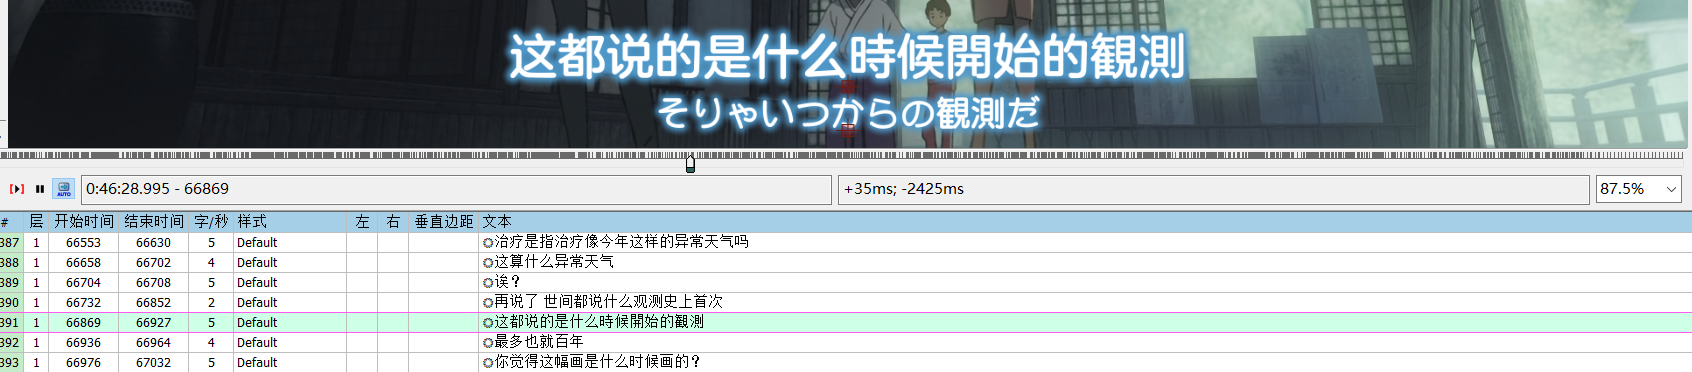 这都说的是什么時候開始的観測
そりゃいつからの観測だ
AUTO
0:46:28.995 - 66869
+35ms; -2425ms
87.5%
# 层 开始时间 结束时间 字/秒 样式 左 右 垂直边距 文本
387 1 66553 66630 5 Default 治疗是指治疗像今年这样的异常天气吗
388 1 66658 66702 4 Default 这算什么异常天气
389 1 66704 66708 5 Default 诶？
390 1 66732 66852 2 Default 再说了 世间都说什么观测史上首次
391 1 66869 66927 5 Default 这都说的是什么時候開始的観測
392 1 66936 66964 4 Default 最多也就百年
393 1 66976 67032 5 Default 你觉得这幅画是什么时候画的？